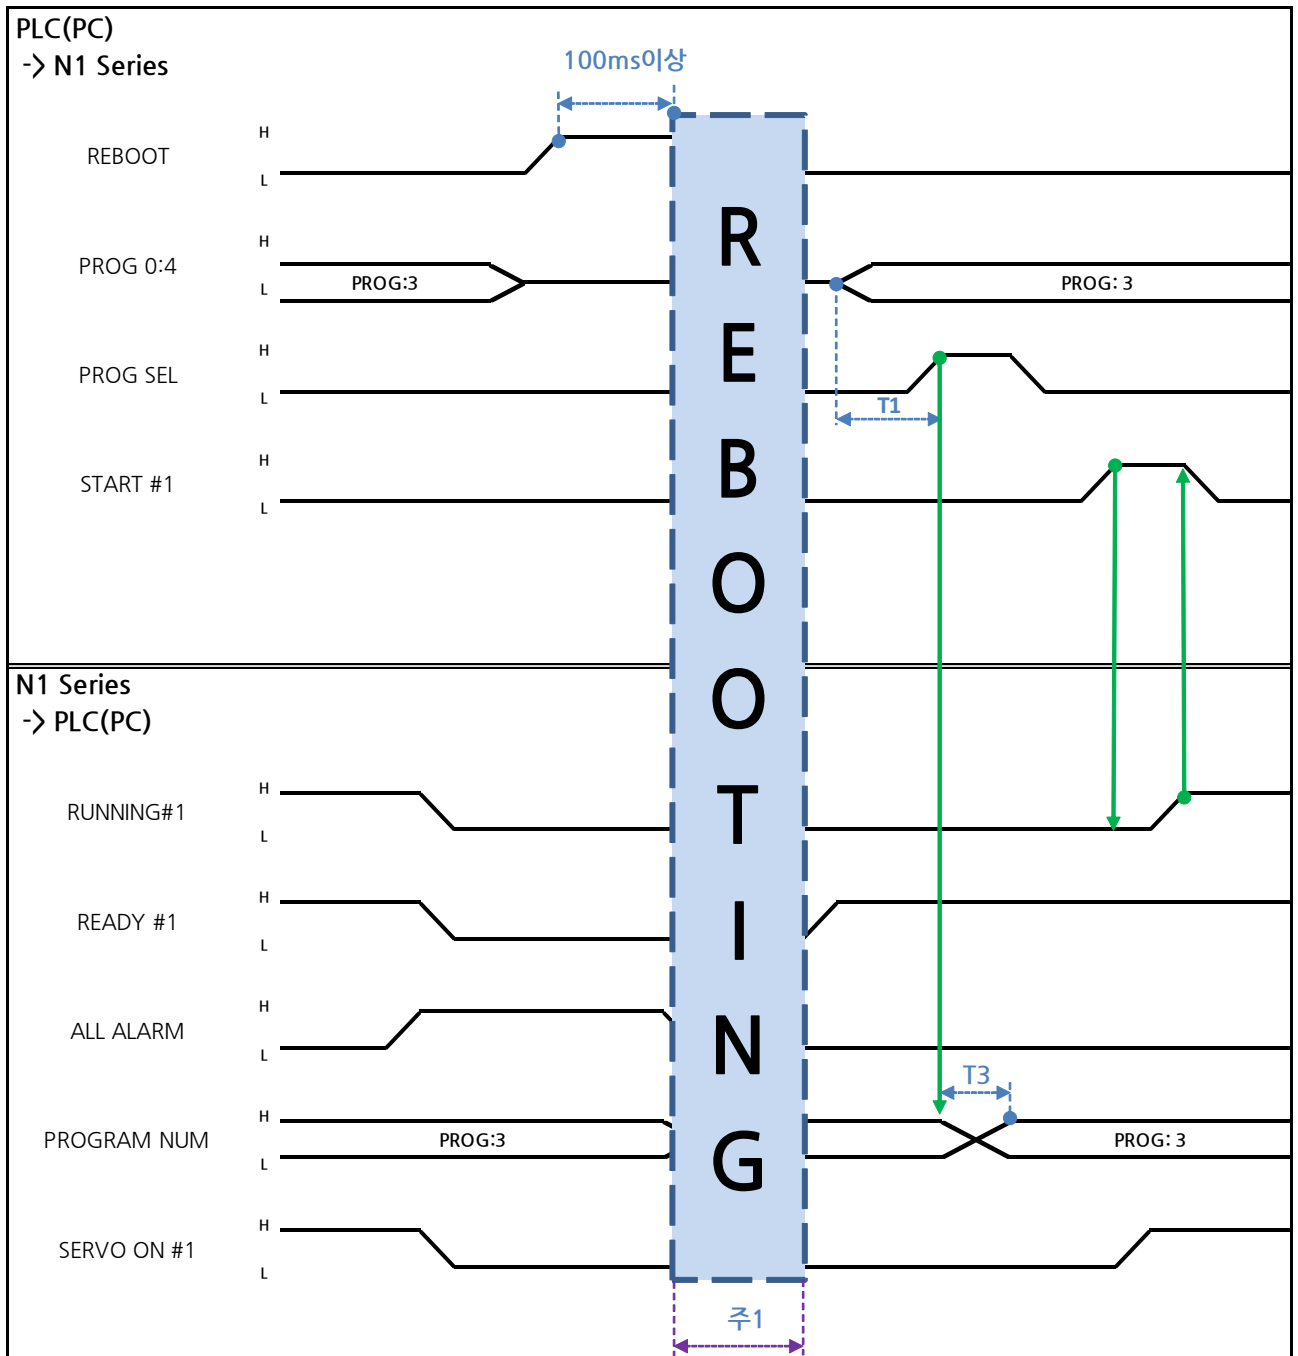 PLC(PC)
-> N1 Series
100ms이상
H
REBOOT
L
H
PROG 0:4
PROG:3
PROG: 3
L
H
PROG SEL
L
T1
H
START #1
L
REBOOTING
N1 Series
-> PLC(PC)
H
RUNNING#1
L
H
READY #1
L
H
ALL ALARM
L
T3
H
PROGRAM NUM
PROG:3
PROG: 3
L
H
SERVO ON #1
L
주1